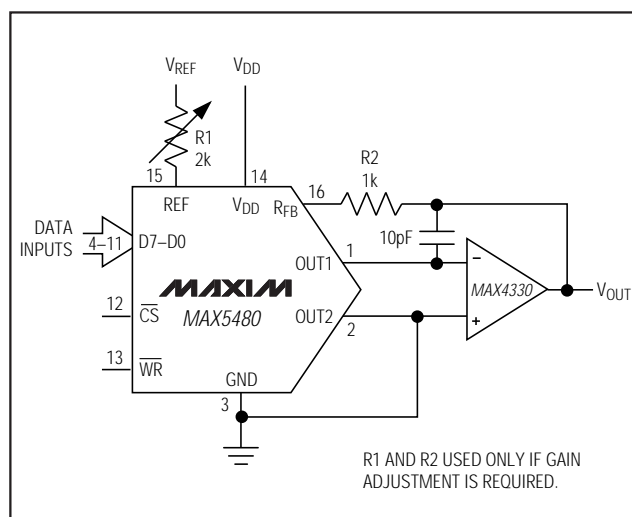 VREF
VDD
R1
2k
15
14
16
R2
1k
REF
VDD
RFB
10pF
DATA
INPUTS
4–11
D7–D0
1
OUT1
–
MAXIM
MAX5480
MAX4330
VOUT
12
CS
OUT2
2
+
13
WR
GND
3
R1 AND R2 USED ONLY IF GAIN
ADJUSTMENT IS REQUIRED.